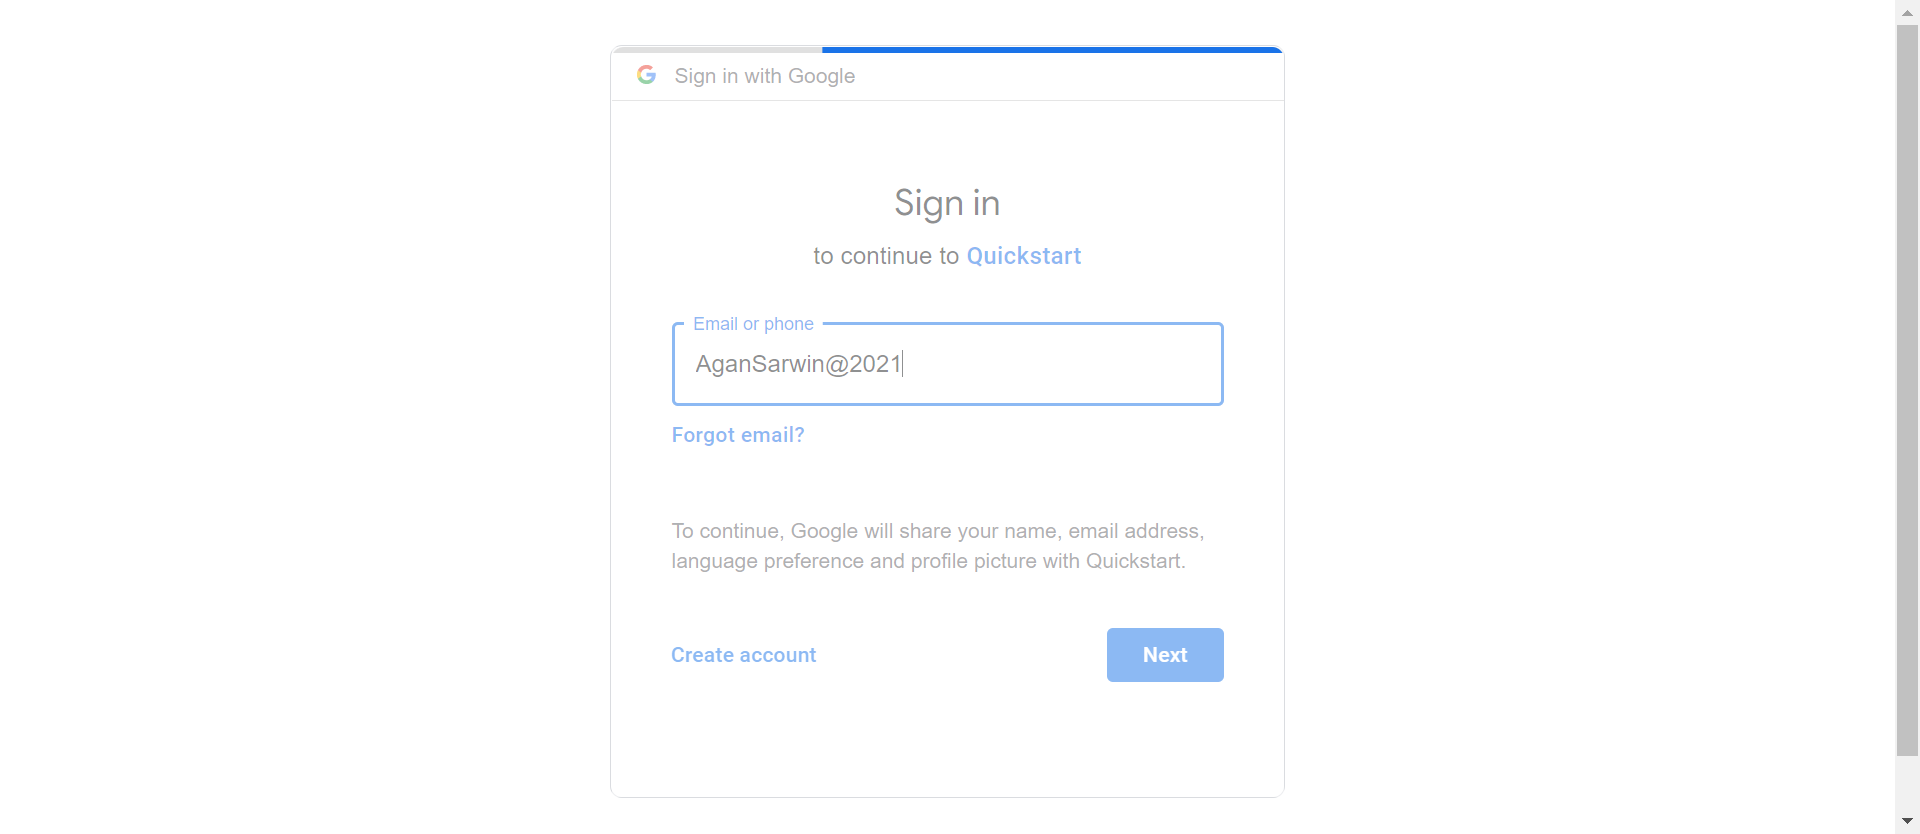 Sign in with Google
Sign in
to continue to Quickstart
Email or phone
AganSarwin@2021
Forgot email?
To continue, Google will share your name, email address,
language preference and profile picture with Quickstart.
Create account
Next